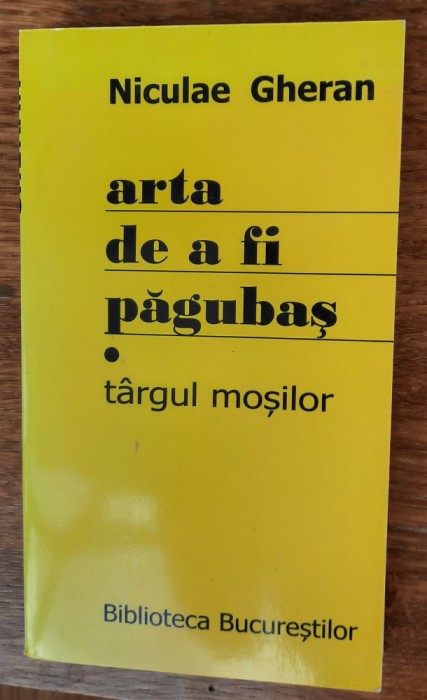 Niculae Gheran
arta
de a fi
păgubaş
•
târgul moşilor
Biblioteca Bucureştilor